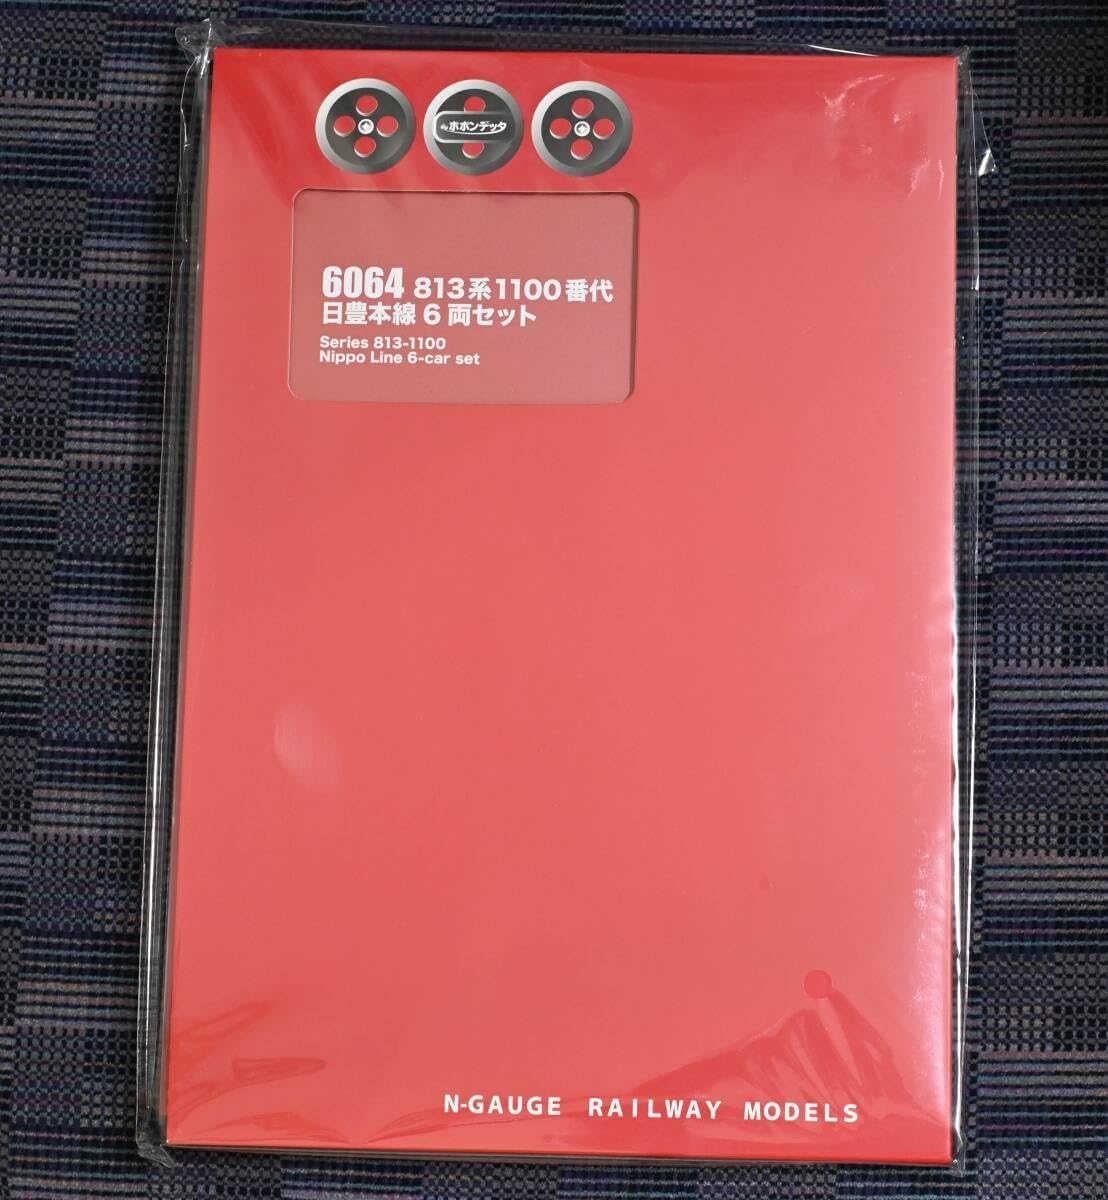 by ポポンデッタ
6064 813系1100番代
日豊本線6両セット
Series 813-1100
Nippo Line 6-car set
N-GAUGE RAILWAY MODELS